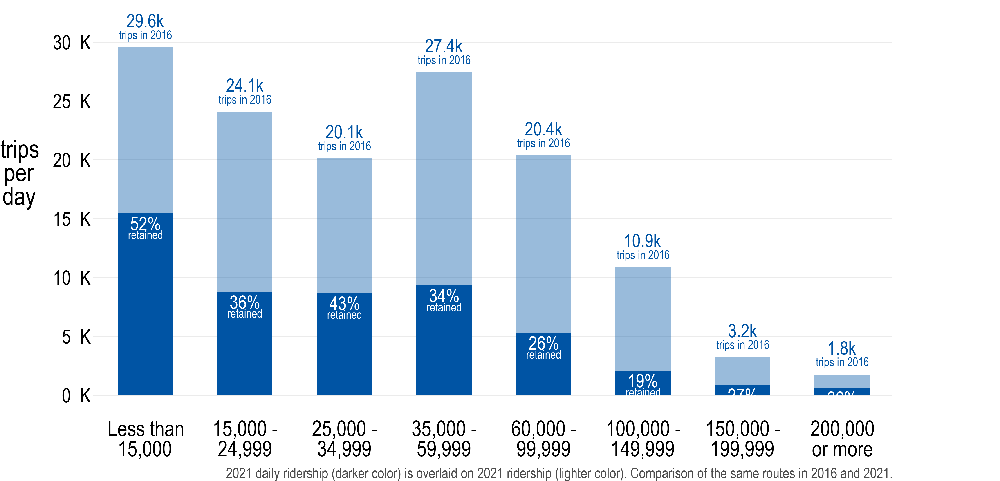 29.6k
trips in 2016
30 K
27.4k
trips in 2016
24.1k
trips in 2016
25 K
20.1k
trips in 2016
20.4k
trips in 2016
trips
per
day
20 K
15 K
52%
retained
10.9k
trips in 2016
10 K
36%
retained
43%
retained
34%
retained
3.2k
trips in 2016
5 K
26%
retained
1.8k
trips in 2016
19%
retained
27%
0 K
Less than
15,000
15,000 -
24,999
25,000 -
34,999
35,000 -
59,999
60,000 -
99,999
100,000 -
149,999
150,000 -
199,999
200,000
or more
2021 daily ridership (darker color) is overlaid on 2021 ridership (lighter color). Comparison of the same routes in 2016 and 2021.